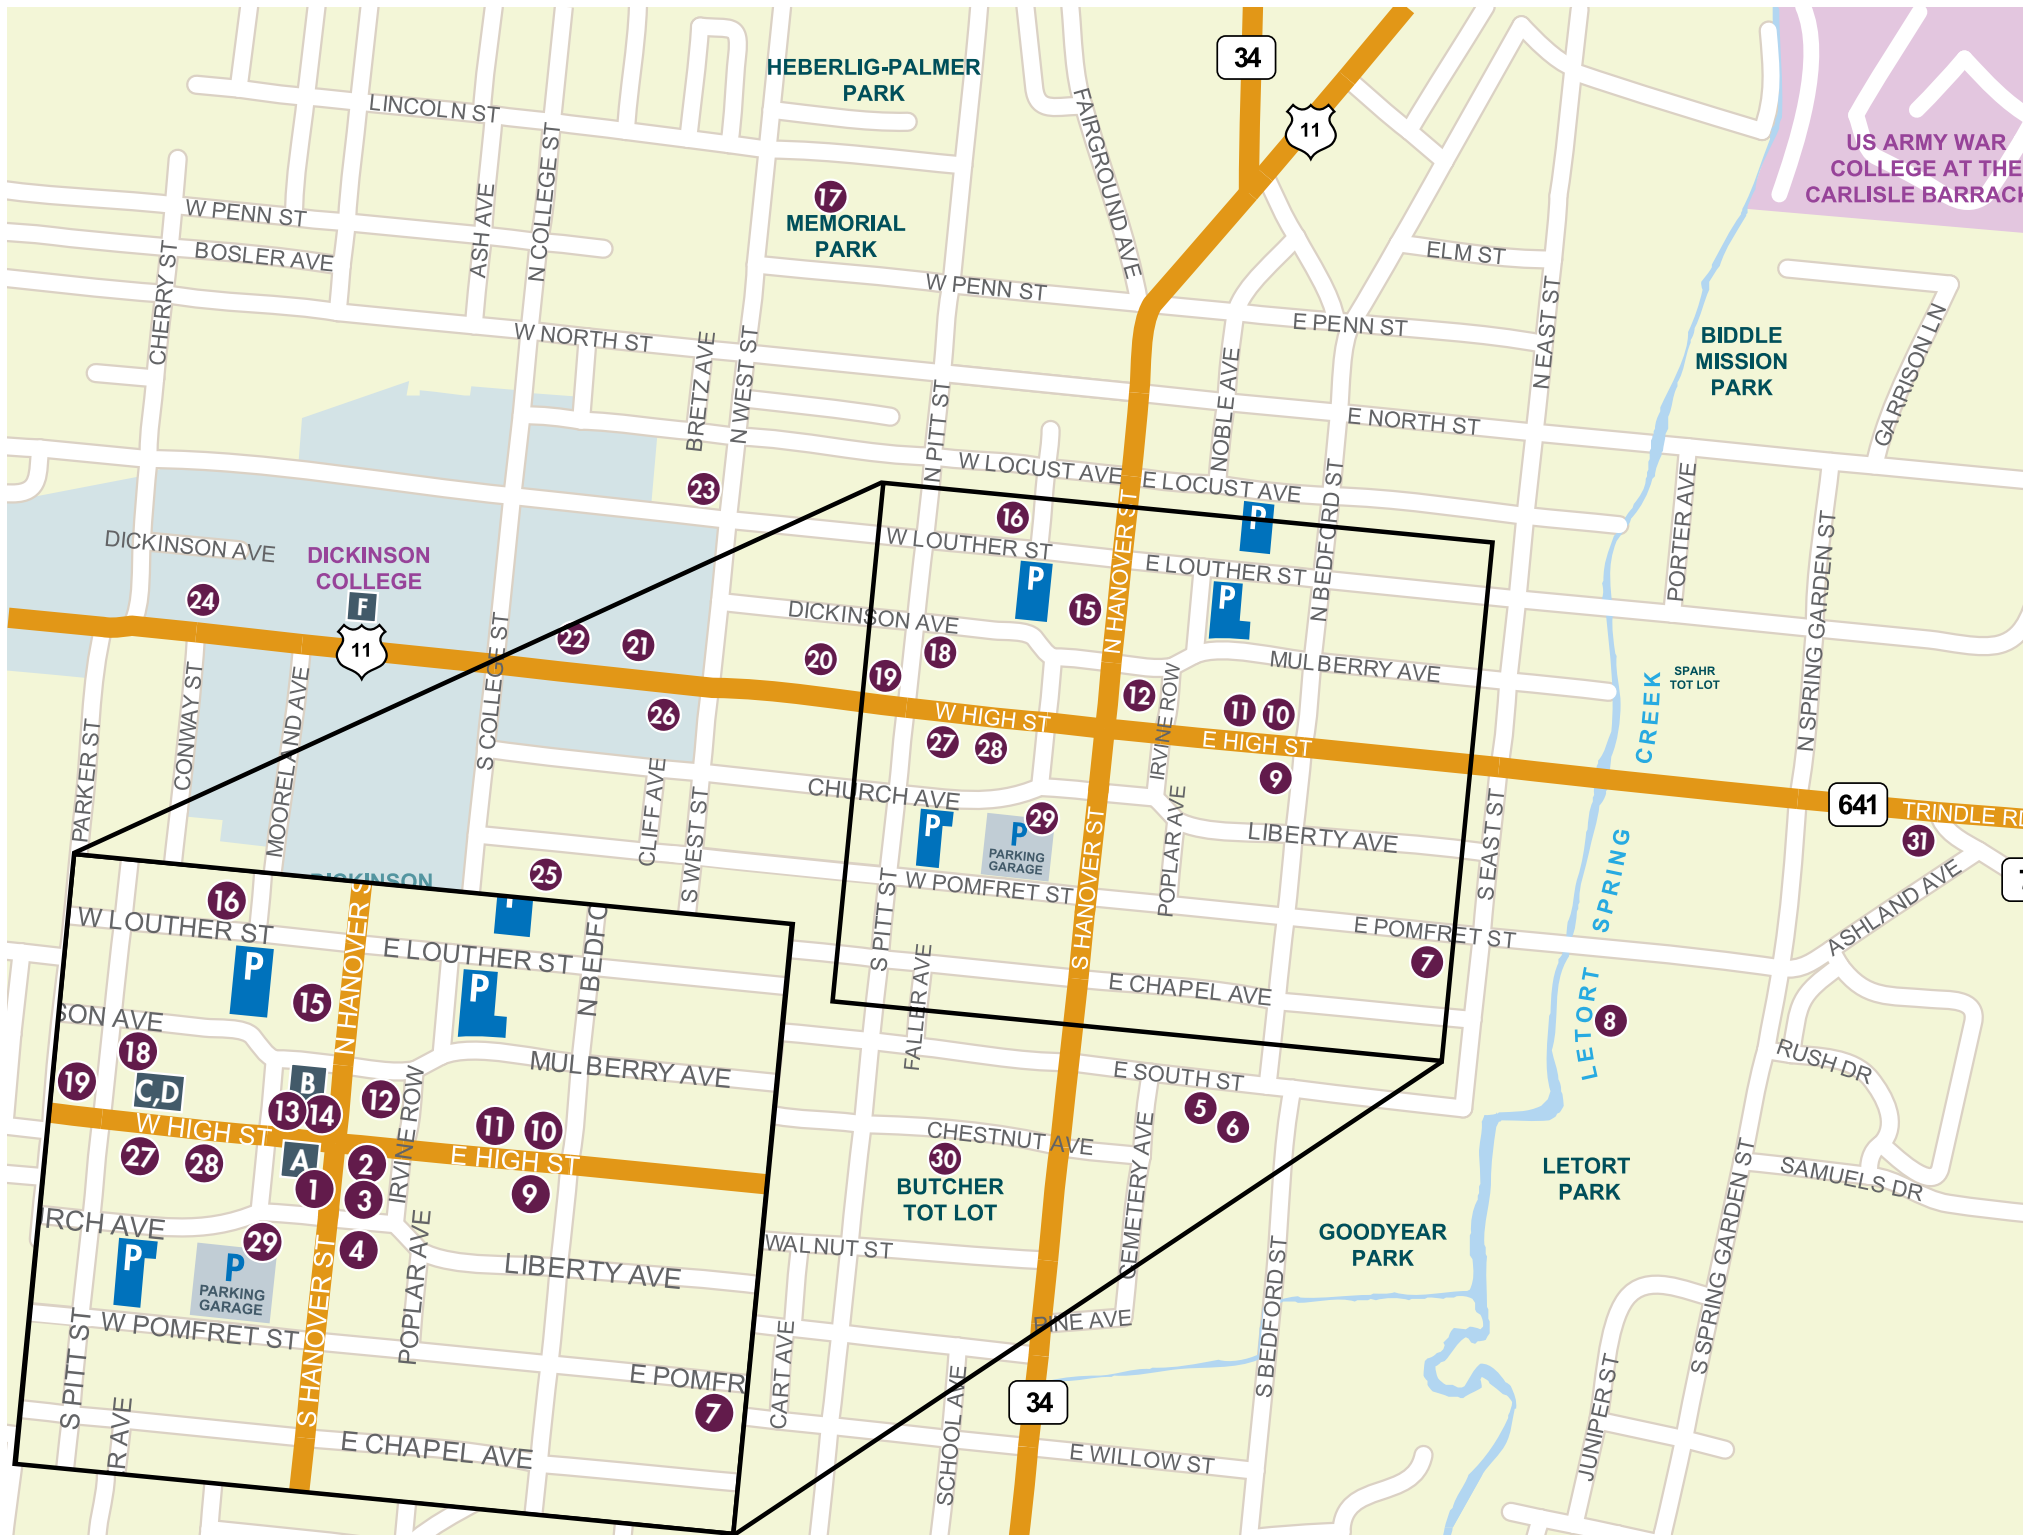 HEBERLIG-PALMER
PARK
34
11
US ARMY WAR
COLLEGE AT THE
CARLISLE BARRACK
LINCOLN ST
FAIRGROUND AVE
N COLLEGE ST
ASH AVE
17
MEMORIAL
PARK
W PENN ST
BOSLER AVE
CHERRY ST
ELM ST
W PENN ST
E PENN ST
N EAST ST
W NORTH ST
BRETZ AVE
N WEST ST
BIDDLE
MISSION
PARK
GARRISON LN
NOBLE AVE
N PITT ST
E NORTH ST
W LOCUST AVE
E LOCUST AVE
N BEDFORD ST
PORTER AVE
N SPRING GARDEN ST
23
16
P
N HANOVER ST
DICKINSON AVE
DICKINSON
COLLEGE
W LOUTHER ST
E LOUTHER ST
P
P
15
24
F
11
DICKINSON AVE
22
21
20
19
18
MULBERRY AVE
SPAHR
TOT LOT
LETORT SPRING CREEK
S COLLEGE ST
CONWAY ST
MOORELAND AVE
PARKER ST
26
W HIGH ST
12
IRVINE ROW
11
10
E HIGH ST
27
28
9
CHURCH AVE
CLIFF AVE
S WEST ST
P
P
PARKING
GARAGE
29
S HANOVER ST
POPLAR AVE
LIBERTY AVE
S EAST ST
641
TRINDLE RD
31
7
ASHLAND AVE
25
DICKINSON
W POMFRET ST
S PITT ST
E POMFRET ST
7
FALLER AVE
E CHAPEL AVE
8
RUSH DR
E SOUTH ST
5
6
CHESTNUT AVE
CEMETERY AVE
30
BUTCHER
TOT LOT
LETORT
PARK
SAMUELS DR
S SPRING GARDEN ST
GOODYEAR
PARK
WALNUT ST
S BEDFORD ST
PINE AVE
CART AVE
SCHOOL AVE
34
JUNIPER ST
E WILLOW ST
16
P
W LOUTHER ST
N HANOVER S
E LOUTHER ST
N BEDFO
P
P
15
SON AVE
18
19
C,D
B
13
14
12
MULBERRY AVE
IRVINE ROW
11
10
W HIGH ST
E HIGH ST
27
28
A
1
2
3
9
RCH AVE
P
P
PARKING
GARAGE
29
4
S HANOVER ST
POPLAR AVE
LIBERTY AVE
W POMFRET ST
S PITT ST
E POMFR
7
R AVE
E CHAPEL AVE